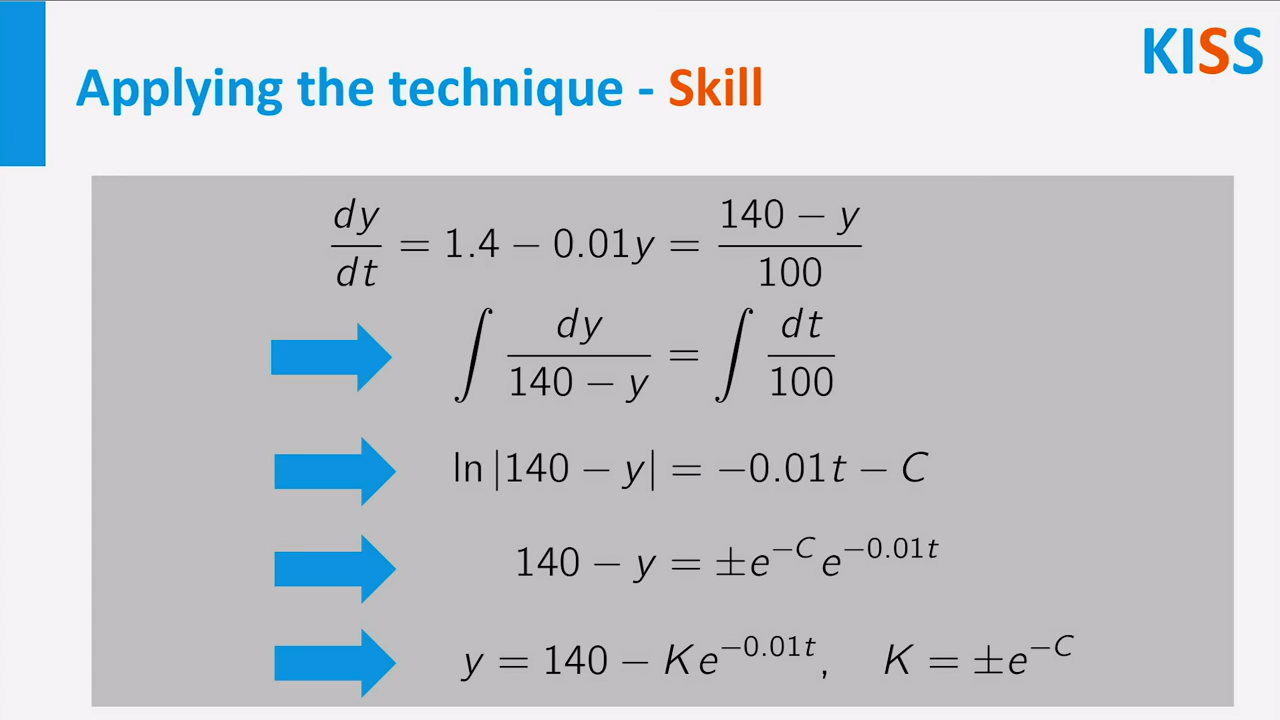 KISS
Applying the technique - Skill
dy/dt = 1.4 − 0.01y = (140 − y)/100
∫ dy/(140 − y) = ∫ dt/100
ln|140 − y| = −0.01t − C
140 − y = ±e^{−C} e^{−0.01t}
y = 140 − Ke^{−0.01t}, K = ±e^{−C}